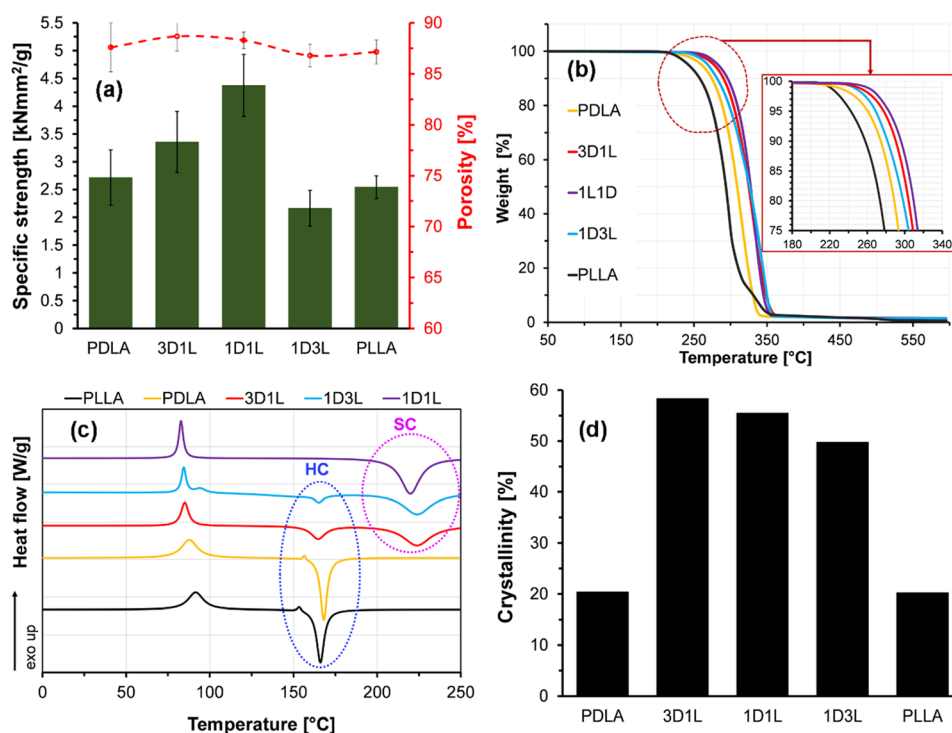 5.5
5
4.5
4
3.5
3
2.5
2
1.5
1
0.5
0
Specific strength [kNmm²/g]
(a)
90
85
80
75
70
65
60
Porosity [%]
PDLA 3D1L 1D1L 1D3L PLLA
100
80
60
40
20
0
Weight [%]
(b)
PDLA
3D1L
1L1D
1D3L
PLLA
100
95
90
85
80
75
180 220 260 300 340
50 150 250 350 450 550
Temperature [°C]
PLLA PDLA 3D1L 1D3L 1D1L
(c)
SC
HC
Heat flow [W/g]
exo up
0 50 100 150 200 250
Temperature [°C]
60
50
40
30
20
10
0
Crystallinity [%]
(d)
PDLA 3D1L 1D1L 1D3L PLLA